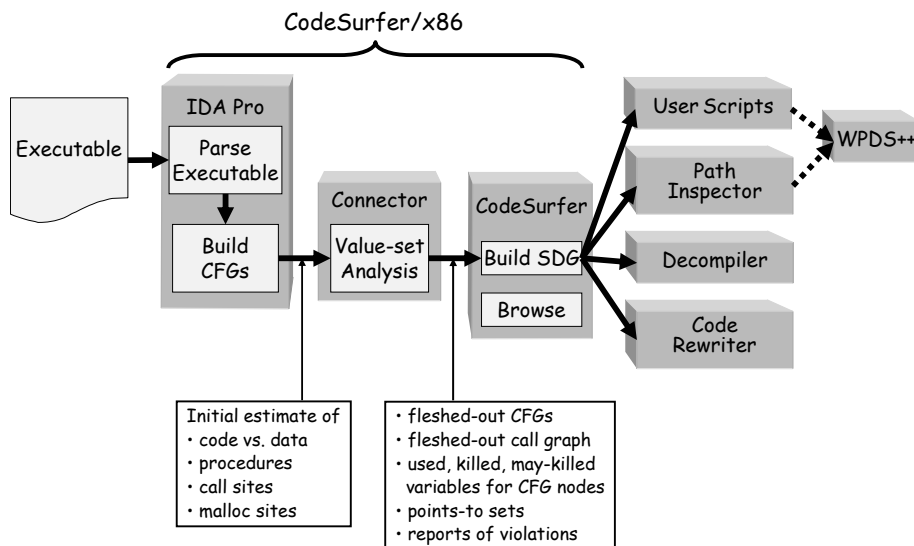 CodeSurfer/x86
Executable
IDA Pro
Parse
Executable
Build
CFGs
Connector
Value-set
Analysis
CodeSurfer
Build SDG
Browse
User Scripts
Path
Inspector
Decompiler
Code
Rewriter
WPDS++
Initial estimate of
• code vs. data
• procedures
• call sites
• malloc sites
• fleshed-out CFGs
• fleshed-out call graph
• used, killed, may-killed
variables for CFG nodes
• points-to sets
• reports of violations